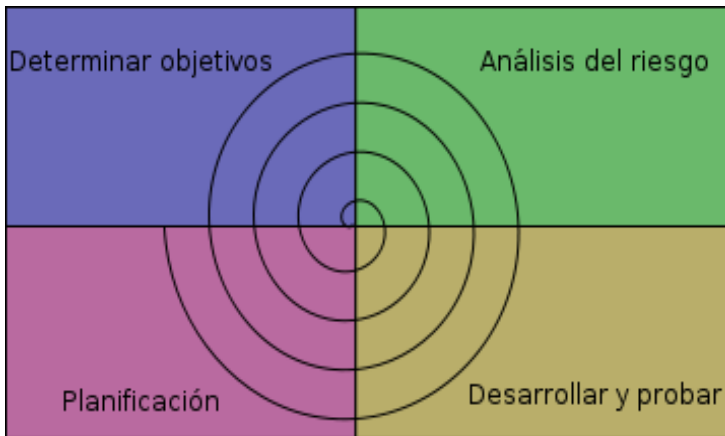 Determinar objetivos
Análisis del riesgo
Planificación
Desarrollar y probar